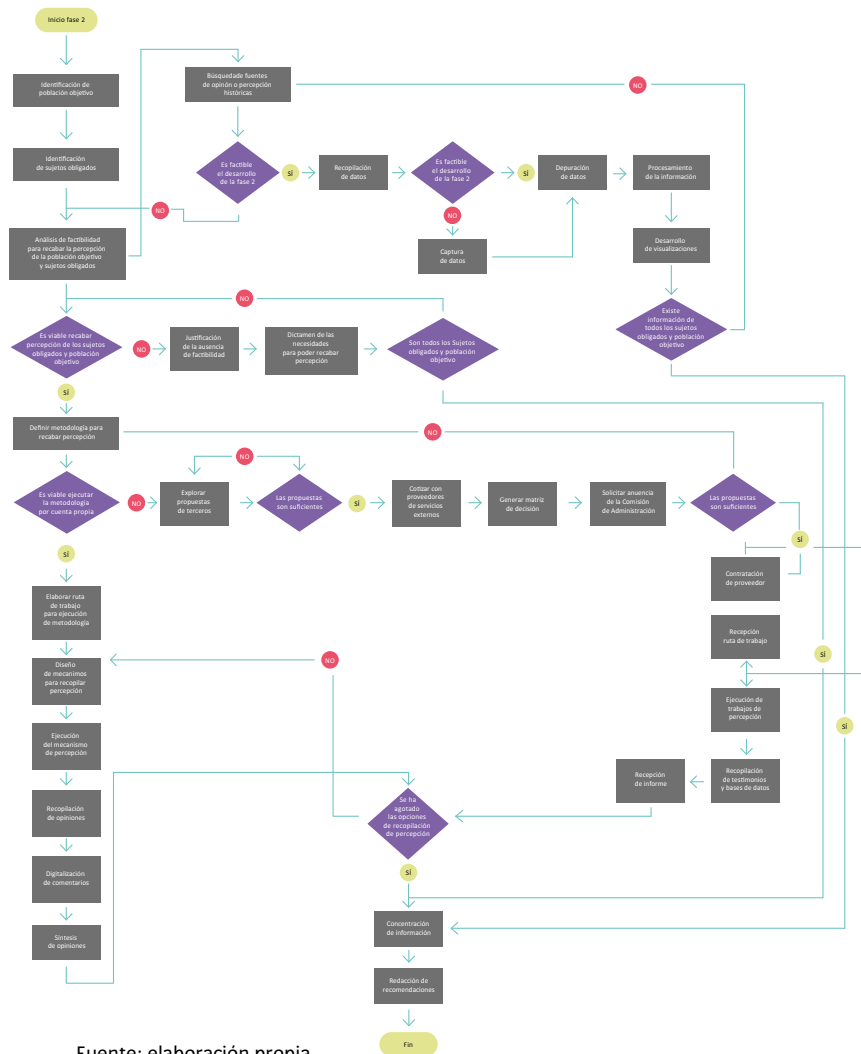 Inicio fase 2
Identificación de
población objetivo
Identificación
de sujetos obligados
Análisis de factibilidad
para recabar la percepción
de la población objetivo
y sujetos obligados
Búsquedade fuentes
de opinón o percepción
históricas
NO
Es factible
el desarrollo
de la fase 2
sí
Recopilación
de datos
Es factible
el desarrollo
de la fase 2
sí
Depuración
de datos
Procesamiento
de la información
NO
NO
Captura
de datos
Desarrollo
de visualizaciones
Existe
información de
todos los sujetos
obligados y población
objetivo
NO
Es viable recabar
percepción de los sujetos
obligados y población
objetivo
NO
Justificación
de la ausencia
de factibilidad
Dictamen de las
necesidades
para poder recabar
percepción
Son todos los Sujetos
obligados y población
objetivo
sí
Definir metodología para
recabar percepción
NO
NO
Es viable ejecutar
la metodología
por cuenta propia
NO
Explorar
propuestas
de terceros
Las propuestas
son suficientes
sí
Cotizar con
proveedores
de servicios
externos
Generar matriz
de decisión
Solicitar anuencia
de la Comisión
de Administración
Las propuestas
son suficientes
sí
sí
Contratación
de proveedor
Elaborar ruta
de trabajo
para ejecución
de metodología
Recepción
ruta de trabajo
sí
NO
Diseño
de mecanimos
para recopilar
percepción
Ejecución de
trabajos de
percepción
sí
Ejecución
del mecanismo
de percepción
Recepción
de informe
Recopilación
de testimonios
y bases de datos
Recopilación
de opiniones
Se ha
agotado
las opciones
de recopilación
de percepción
Digitalización
de comentarios
sí
Síntesis
de opiniones
Concentración
de información
Redacción de
recomendaciones
Fin
Fuente: elaboración propia